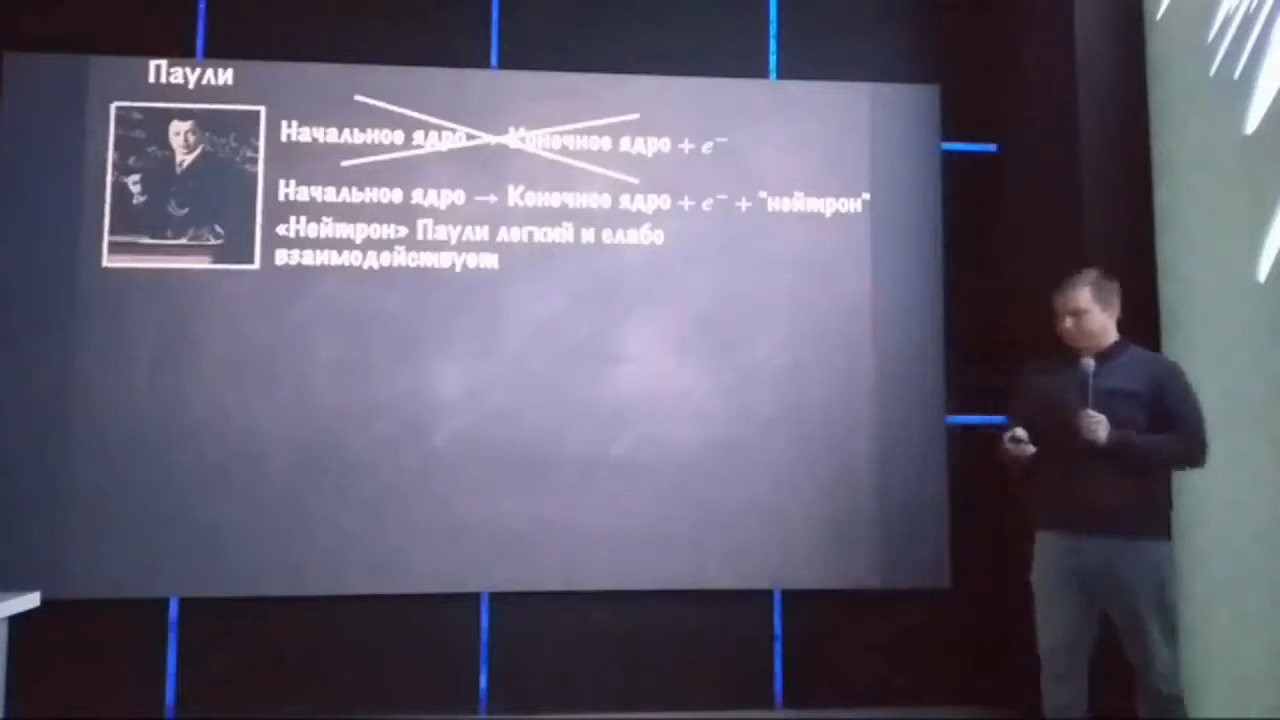 Паули
Начальное ядро → Конечное ядро + e⁻
Начальное ядро → Конечное ядро + e⁻ + "нейтрон"
«Нейтрон» Паули легкий и слабо
взаимодействует